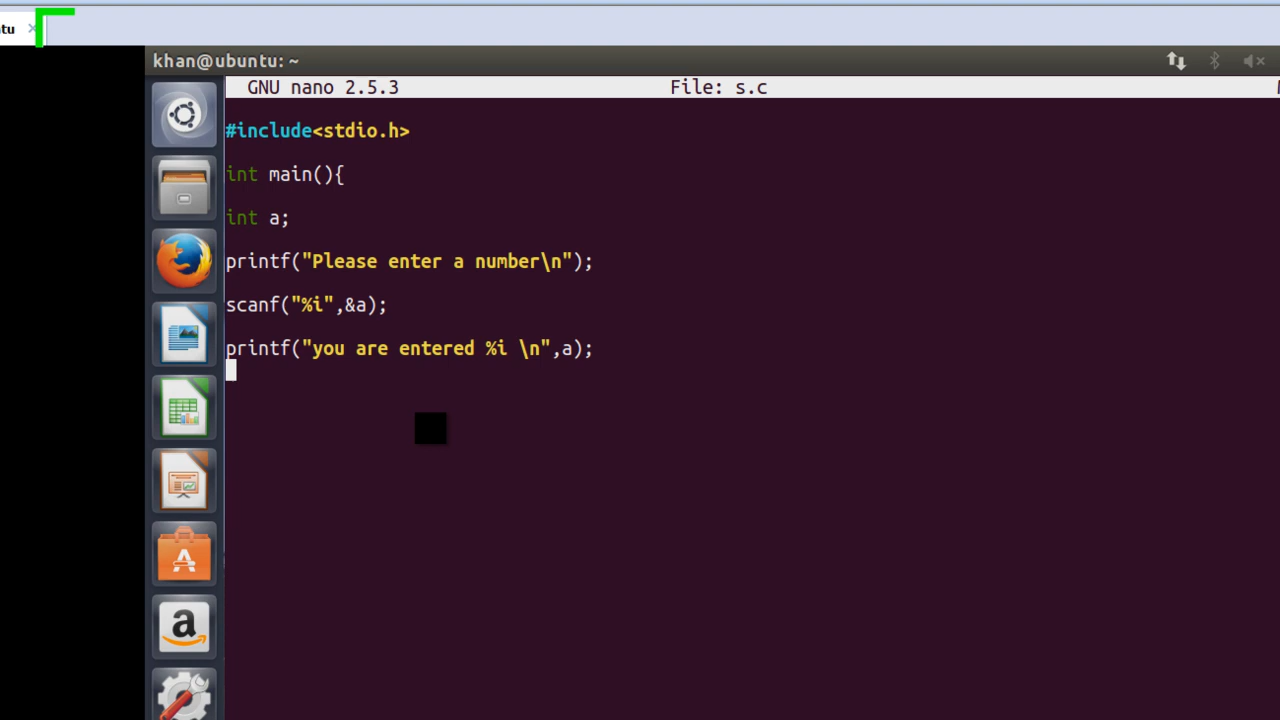 tu
khan@ubuntu: ~
GNU nano 2.5.3 File: s.c
#include<stdio.h>
int main(){
int a;
printf("Please enter a number\n");
scanf("%i",&a);
printf("you are entered %i \n",a);